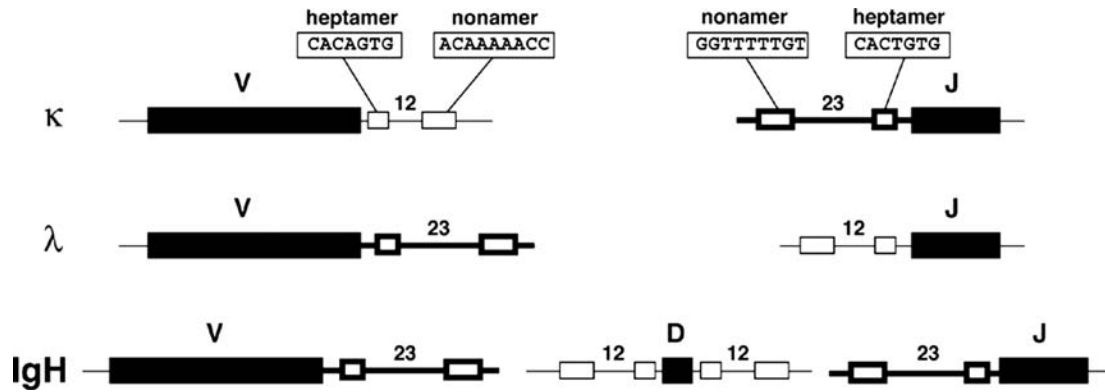 heptamer nonamer nonamer heptamer
CACAGTG ACAAAAACC GGTTTTTGT CACTGTG
V J
κ 12 23
V J
λ 23 12
V D J
IgH 23 12 12 23